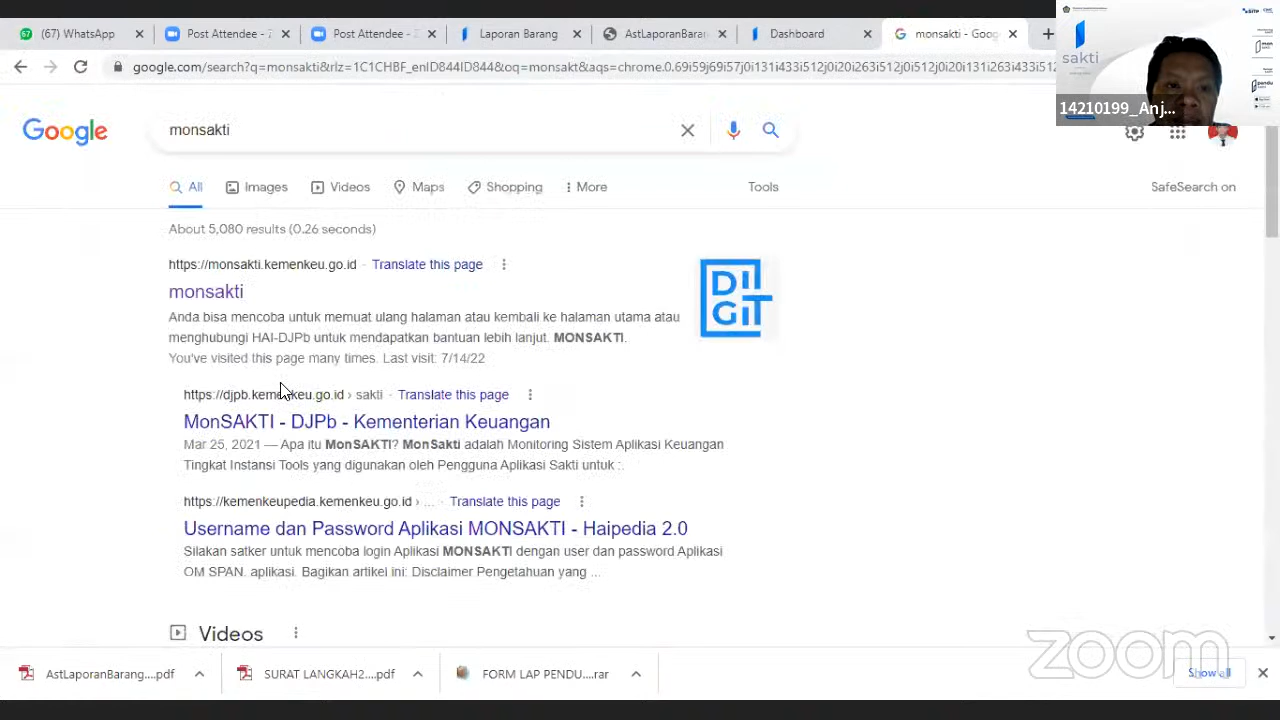 (67) WhatsApp
Post Attendee - Z
Post Attendee - Z
Laporan Barang
AstLaporanBara
Dashboard
monsakti - Goog
google.com/search?q=monsakti&rlz=1C1FHBF_enID844ID844&oq=monsakt&aqs=chrome.0.69i59j69i57j0i131i433i512j0i20i263i512j0i512j0i20i131i263i433i512
sakti
14210199_Anj...
Google
monsakti
All
Images
Videos
Maps
Shopping
More
Tools
SafeSearch on
About 5,080 results (0.26 seconds)
https://monsakti.kemenkeu.go.id · Translate this page
monsakti
Anda bisa mencoba untuk memuat ulang halaman atau kembali ke halaman utama atau
menghubungi HAI-DJPb untuk mendapatkan bantuan lebih lanjut. MONSAKTI.
You've visited this page many times. Last visit: 7/14/22
DIGIT
https://djpb.kemenkeu.go.id › sakti · Translate this page
MonSAKTI - DJPb - Kementerian Keuangan
Mar 25, 2021 — Apa itu MonSAKTI? MonSakti adalah Monitoring Sistem Aplikasi Keuangan
Tingkat Instansi Tools yang digunakan oleh Pengguna Aplikasi Sakti untuk :.
https://kemenkeupedia.kemenkeu.go.id › ... · Translate this page
Username dan Password Aplikasi MONSAKTI - Haipedia 2.0
Silakan satker untuk mencoba login Aplikasi MONSAKTI dengan user dan password Aplikasi
OM SPAN. aplikasi. Bagikan artikel ini: Disclaimer Pengetahuan yang ...
Videos
zoom
AstLaporanBarang....pdf
SURAT LANGKAH2....pdf
FORM LAP PENDU....rar
Show all